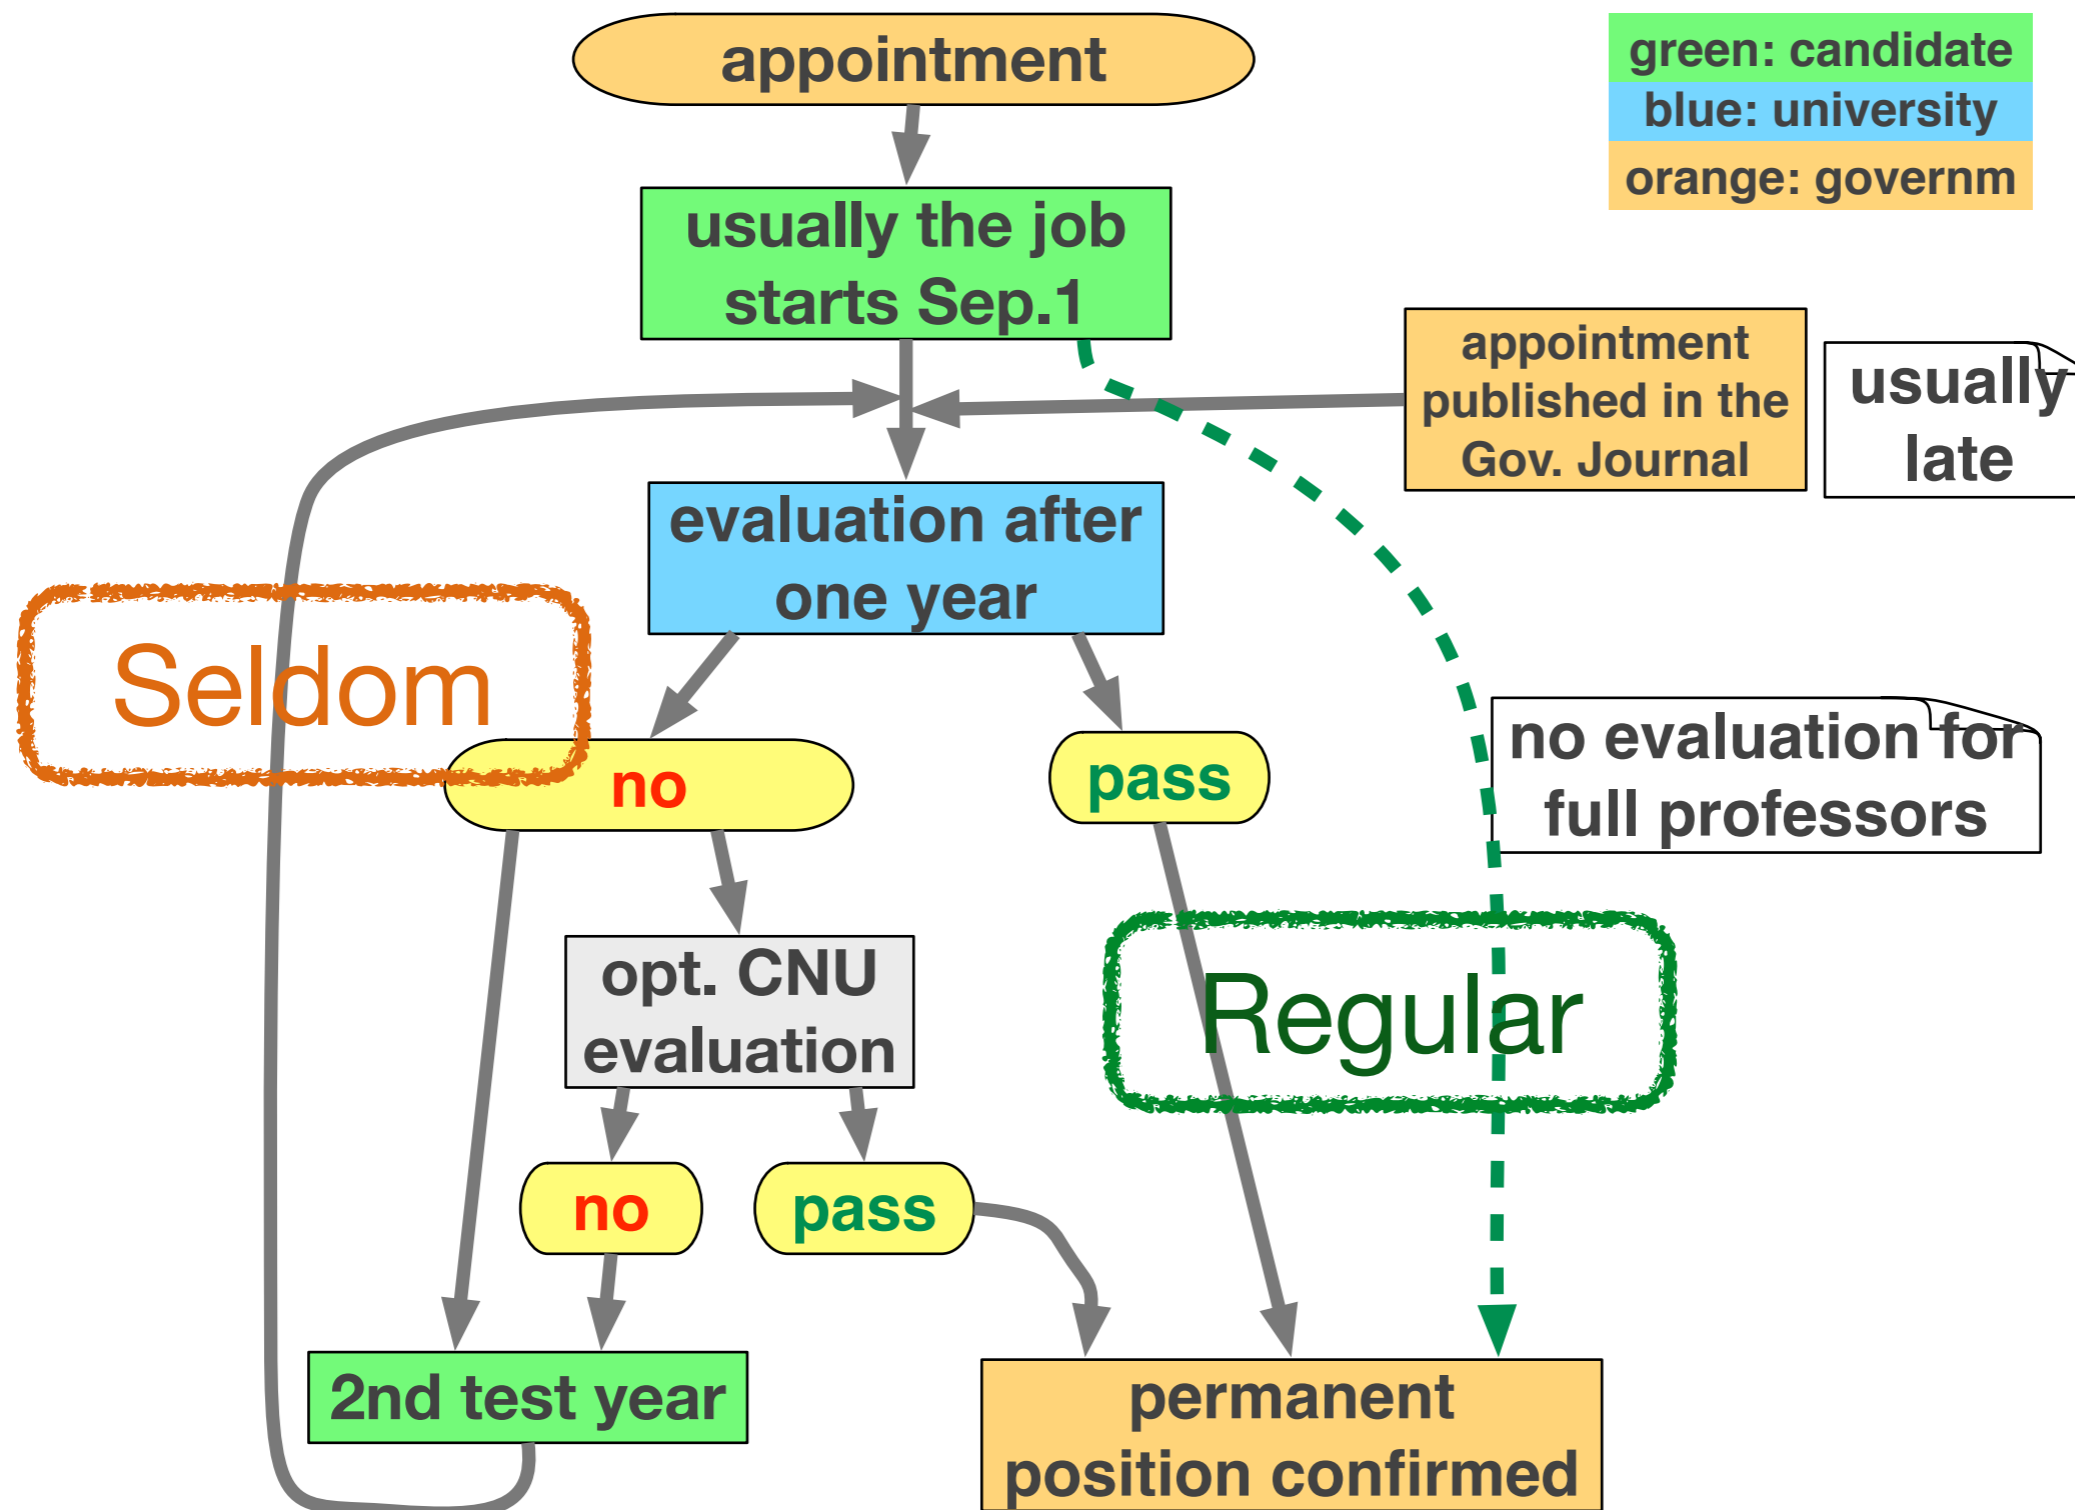 appointment
green: candidate
blue: university
orange: governm
usually the job
starts Sep.1
appointment
published in the
Gov. Journal
usually
late
evaluation after
one year
Seldom
no
pass
no evaluation for
full professors
opt. CNU
evaluation
Regular
no
pass
2nd test year
permanent
position confirmed